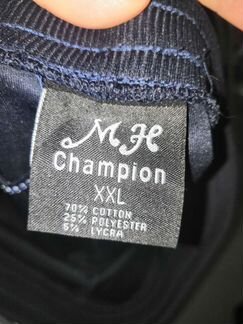 MH
Champion
XXL
70% COTTON
25% POLYESTER
5% LYCRA